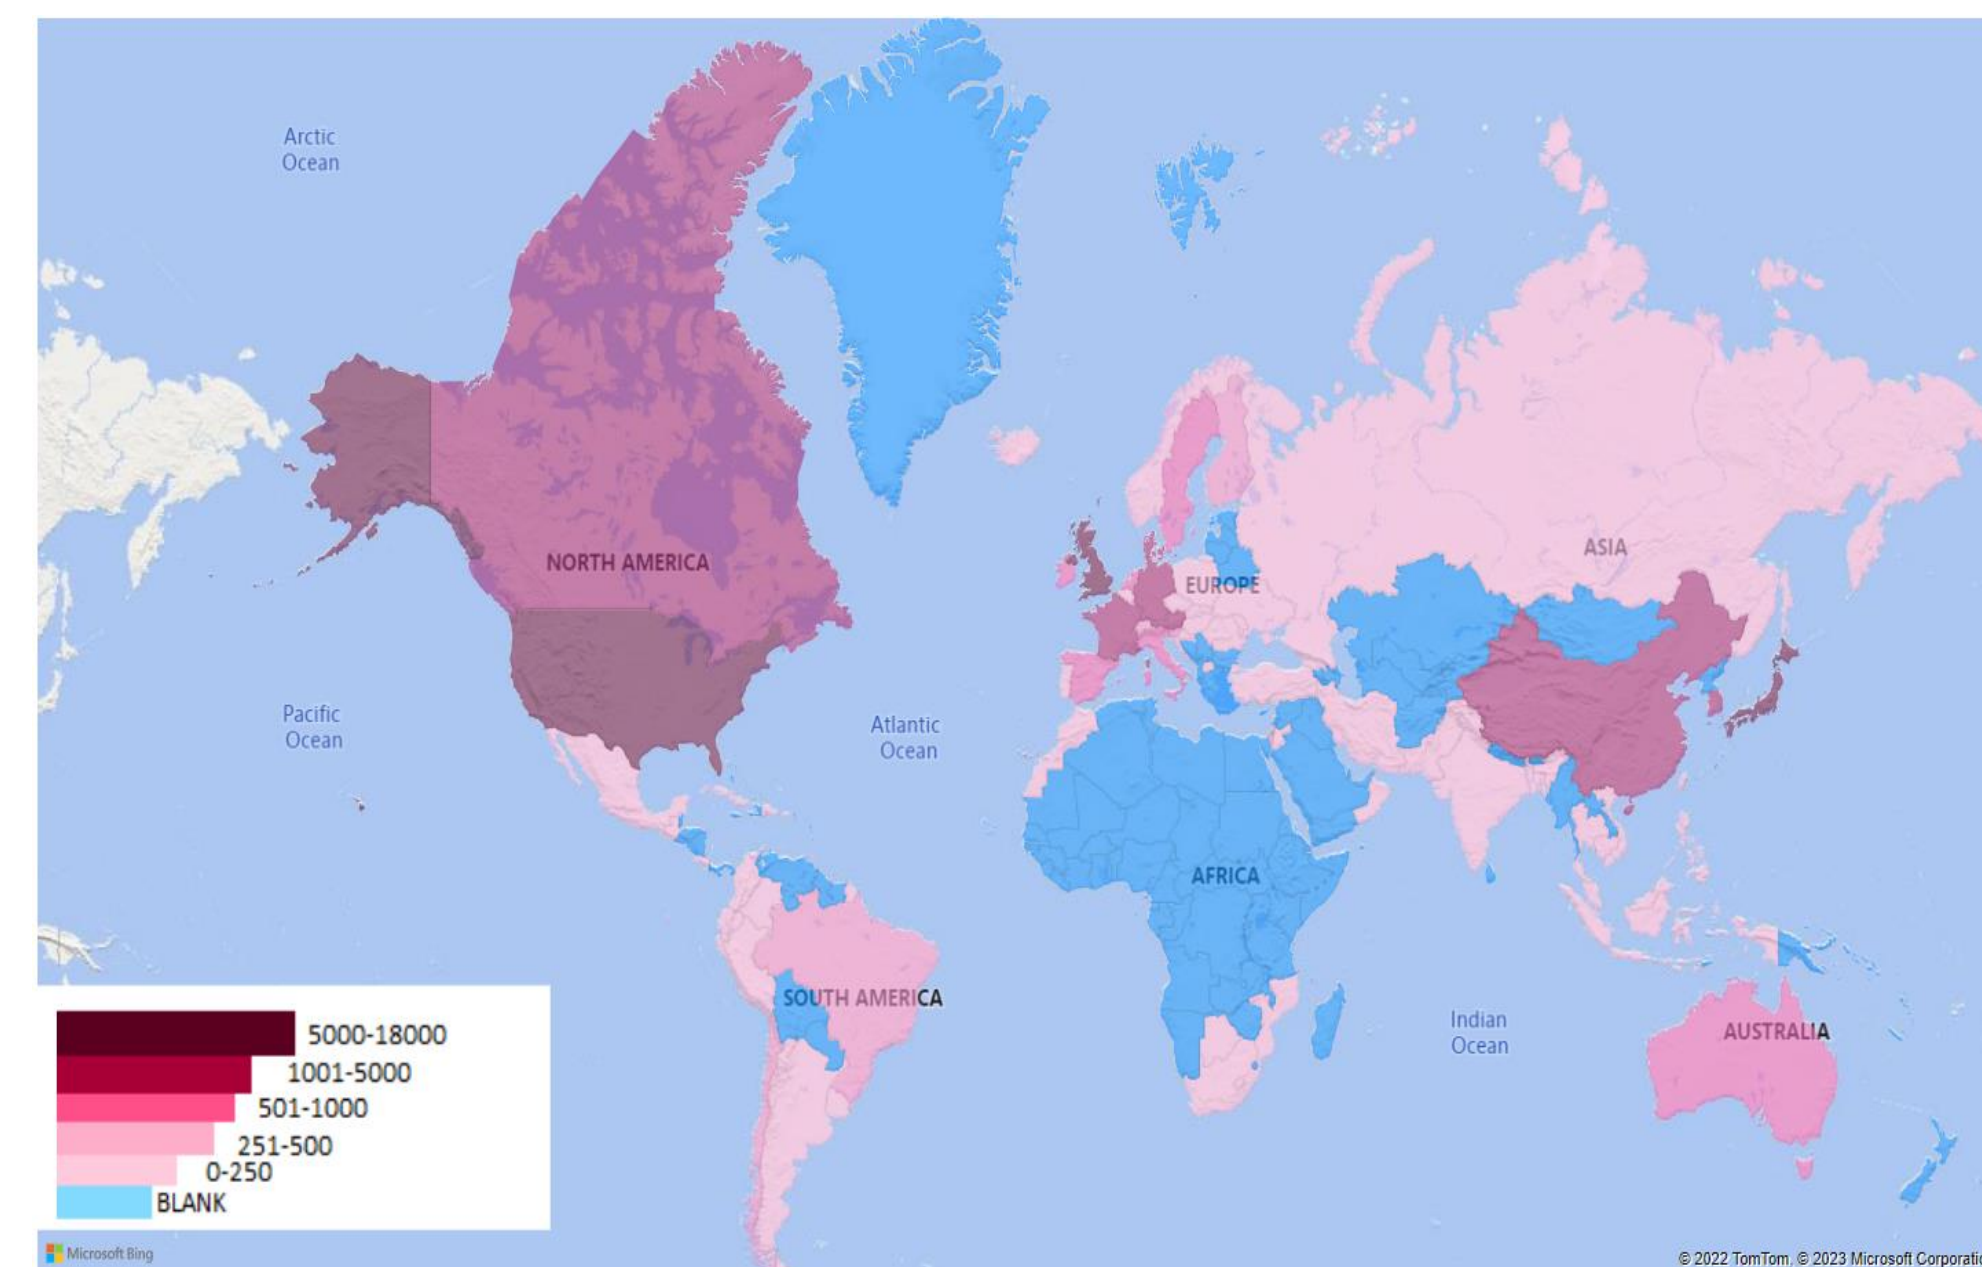 Arctic
Ocean
NORTH AMERICA
ASIA
EUROPE
Pacific
Ocean
Atlantic
Ocean
AFRICA
SOUTH AMERICA
Indian
Ocean
AUSTRALIA
5000-18000
1001-5000
501-1000
251-500
0-250
BLANK
Microsoft Bing
© 2022 TomTom, © 2023 Microsoft Corporatio